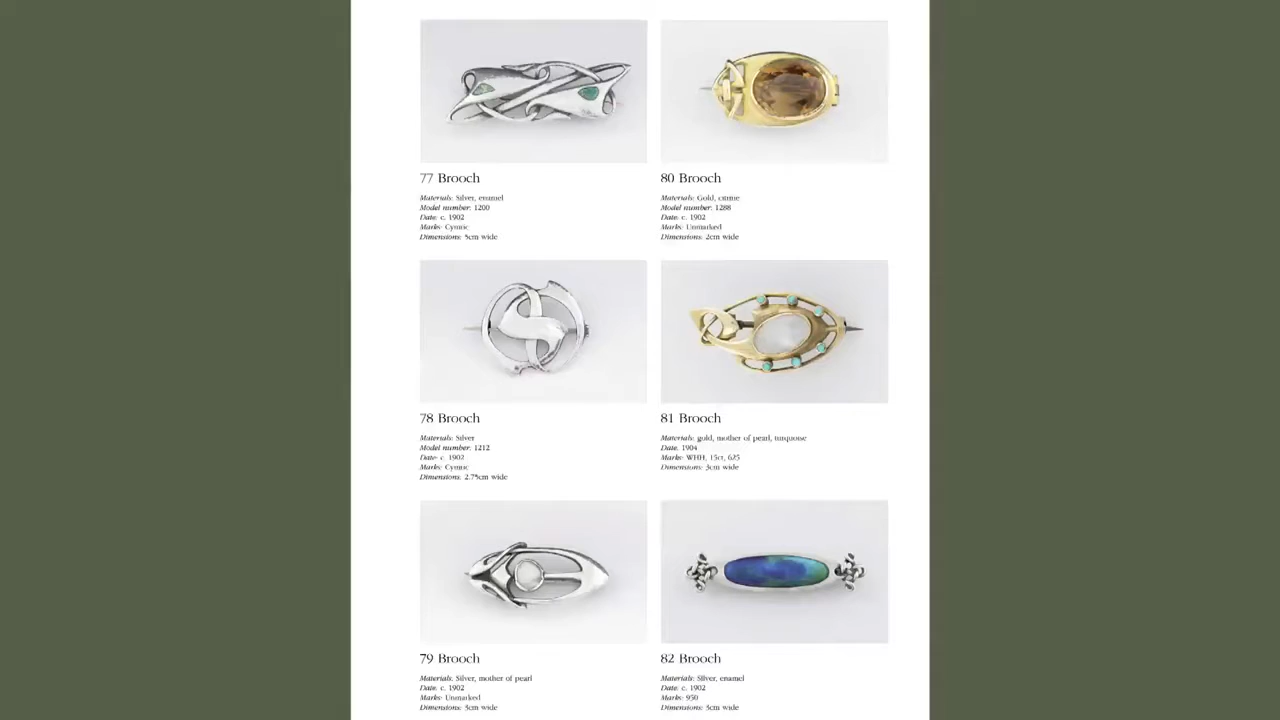 77 Brooch
Materials: Silver, enamel
Model number: 1200
Date: c. 1902
Marks: Cymric
Dimensions: 5cm wide
78 Brooch
Materials: Silver
Model number: 1212
Date: c. 1902
Marks: Cymric
Dimensions: 2.75cm wide
79 Brooch
Materials: Silver, mother of pearl
Date: c. 1902
Marks: Unmarked
Dimensions: 3cm wide
80 Brooch
Materials: Gold, citrine
Model number: 1288
Date: c. 1902
Marks: Unmarked
Dimensions: 2cm wide
81 Brooch
Materials: gold, mother of pearl, turquoise
Date: 1904
Marks: WHH, 15ct, 625
Dimensions: 3cm wide
82 Brooch
Materials: Silver, enamel
Date: c. 1902
Marks: 950
Dimensions: 3cm wide